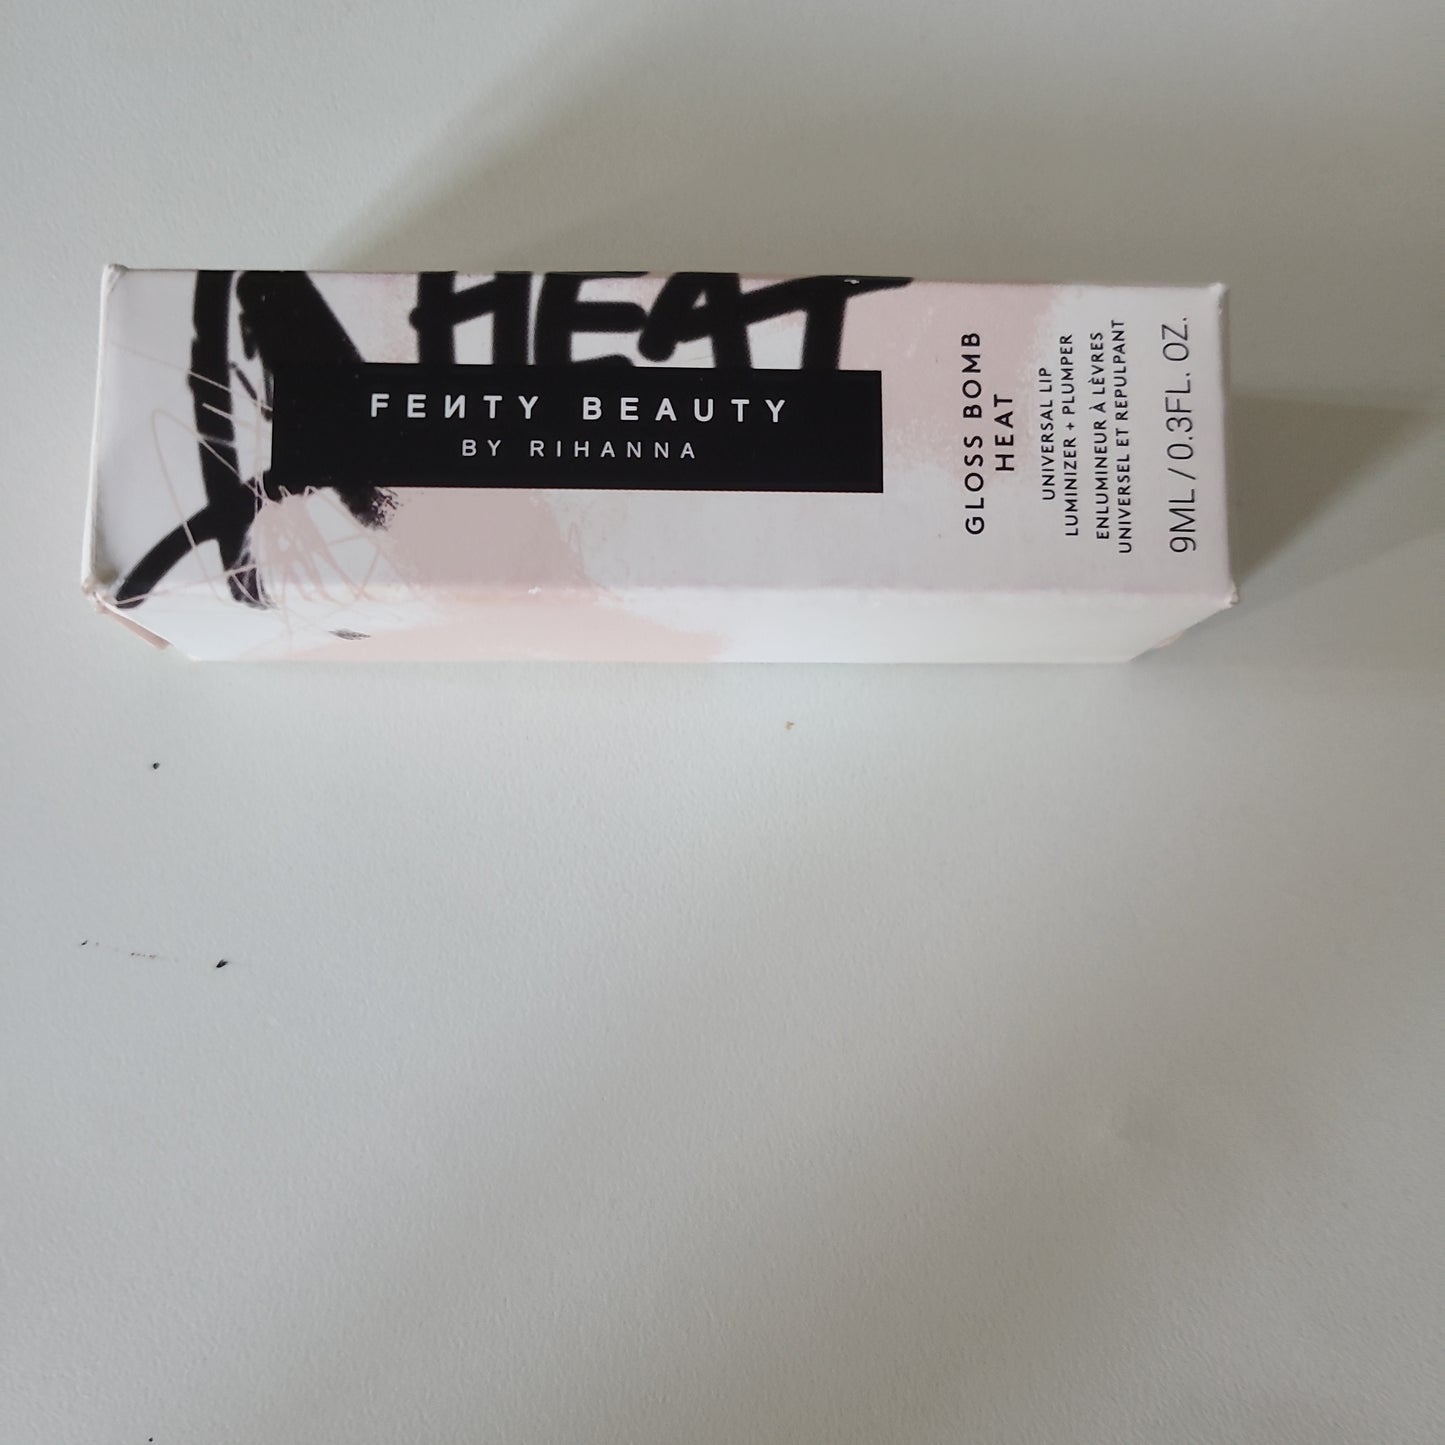 HEAT
FEИTY BEAUTY
BY RIHANNA
GLOSS BOMB
HEAT
UNIVERSAL LIP
LUMINIZER + PLUMPER
ENLUMINEUR À LÈVRES
UNIVERSEL ET REPULPANT
9ML / 0.3FL. OZ.